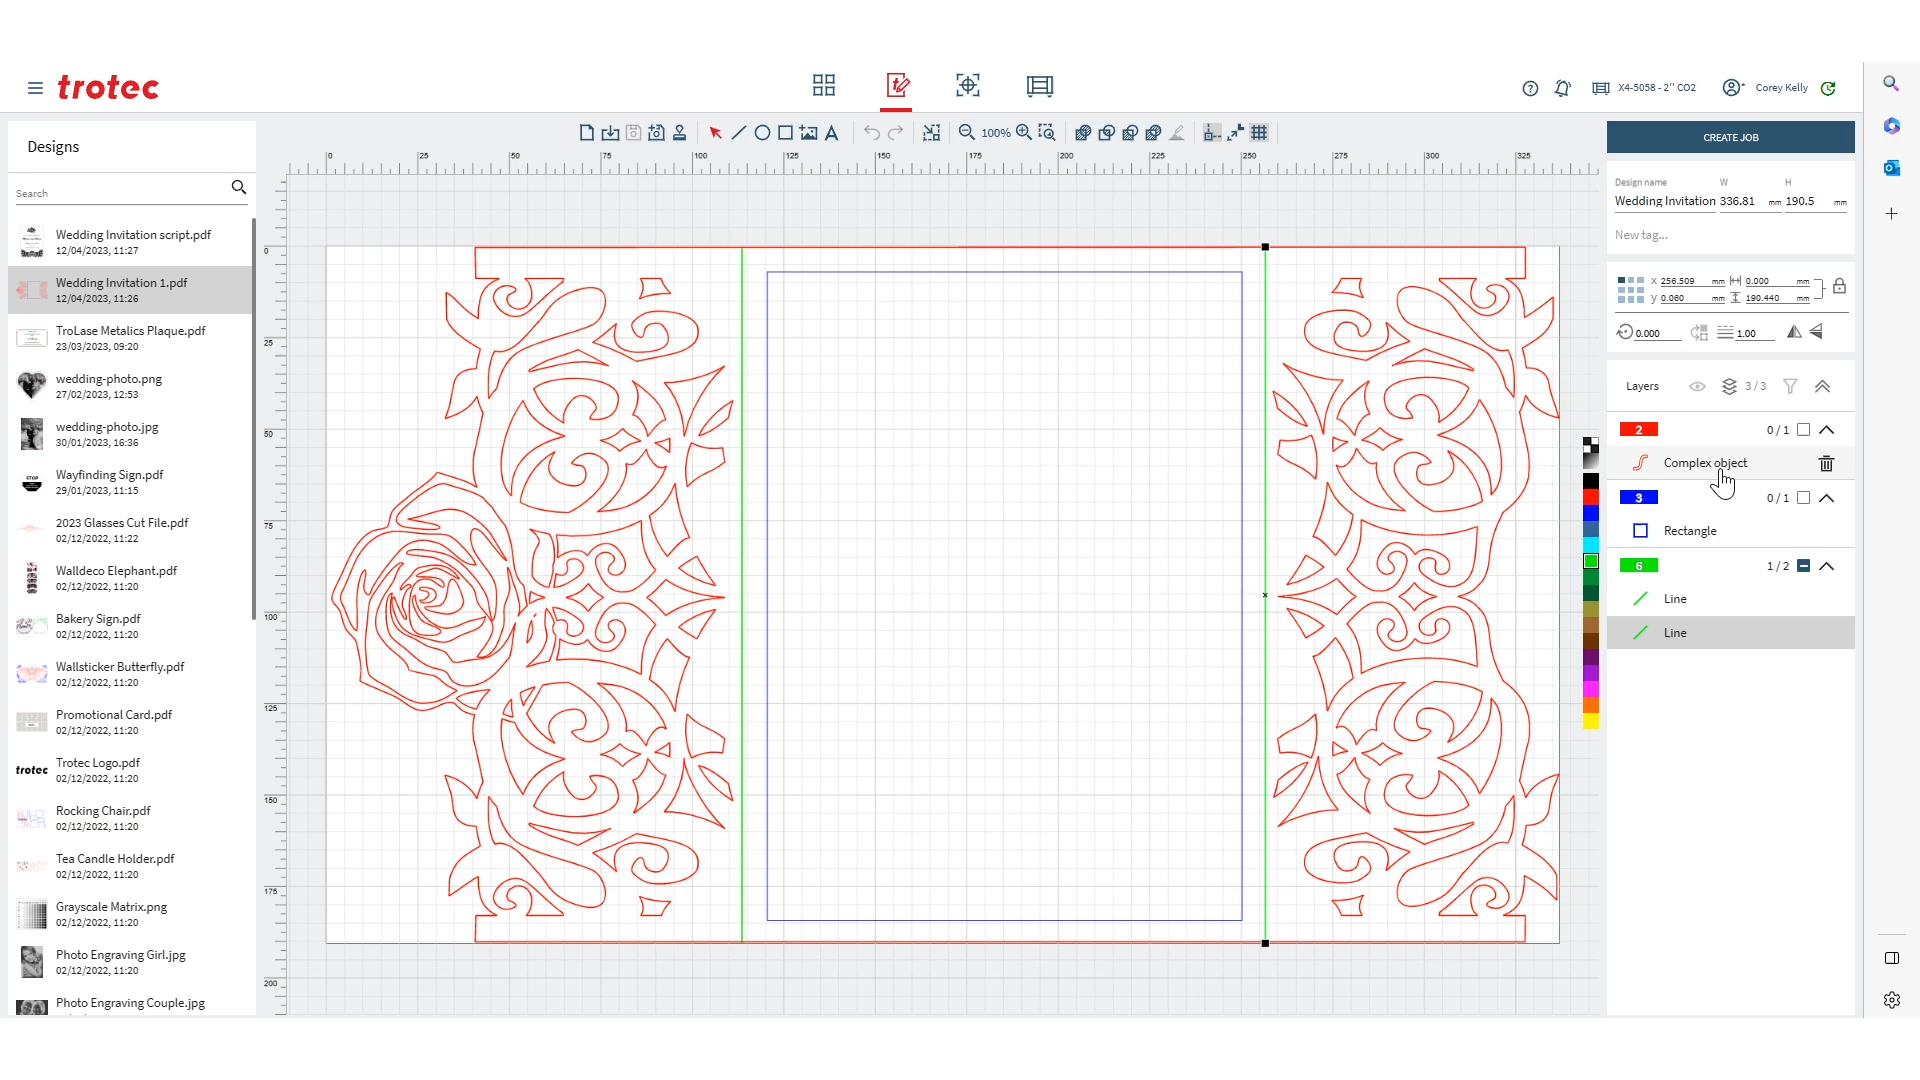 trotec
X4-5058 - 2'' CO2
Corey Kelly
Designs
Search
Wedding Invitation script.pdf
12/04/2023, 11:27
Wedding Invitation 1.pdf
12/04/2023, 11:26
TroLase Metalics Plaque.pdf
23/03/2023, 09:20
wedding-photo.png
27/02/2023, 12:53
wedding-photo.jpg
30/01/2023, 16:36
Wayfinding Sign.pdf
29/01/2023, 11:15
2023 Glasses Cut File.pdf
02/12/2022, 11:22
Walldeco Elephant.pdf
02/12/2022, 11:20
Bakery Sign.pdf
02/12/2022, 11:20
Wallsticker Butterfly.pdf
02/12/2022, 11:20
Promotional Card.pdf
02/12/2022, 11:20
trotec
Trotec Logo.pdf
02/12/2022, 11:20
Rocking Chair.pdf
02/12/2022, 11:20
Tea Candle Holder.pdf
02/12/2022, 11:20
Grayscale Matrix.png
02/12/2022, 11:20
Photo Engraving Girl.jpg
02/12/2022, 11:20
Photo Engraving Couple.jpg
100%
0 25 50 75 100 125 150 175 200 225 250 275 300 325
0
25
50
75
100
125
150
175
200
CREATE JOB
Design name W H
Wedding Invitation 336.81 mm 190.5 mm
New tag...
X 256.509 mm 0.000 mm
y 0.060 mm 190.440 mm
0.000 1.00
Layers 3 / 3
2 0 / 1
Complex object
3 0 / 1
Rectangle
6 1 / 2
Line
Line